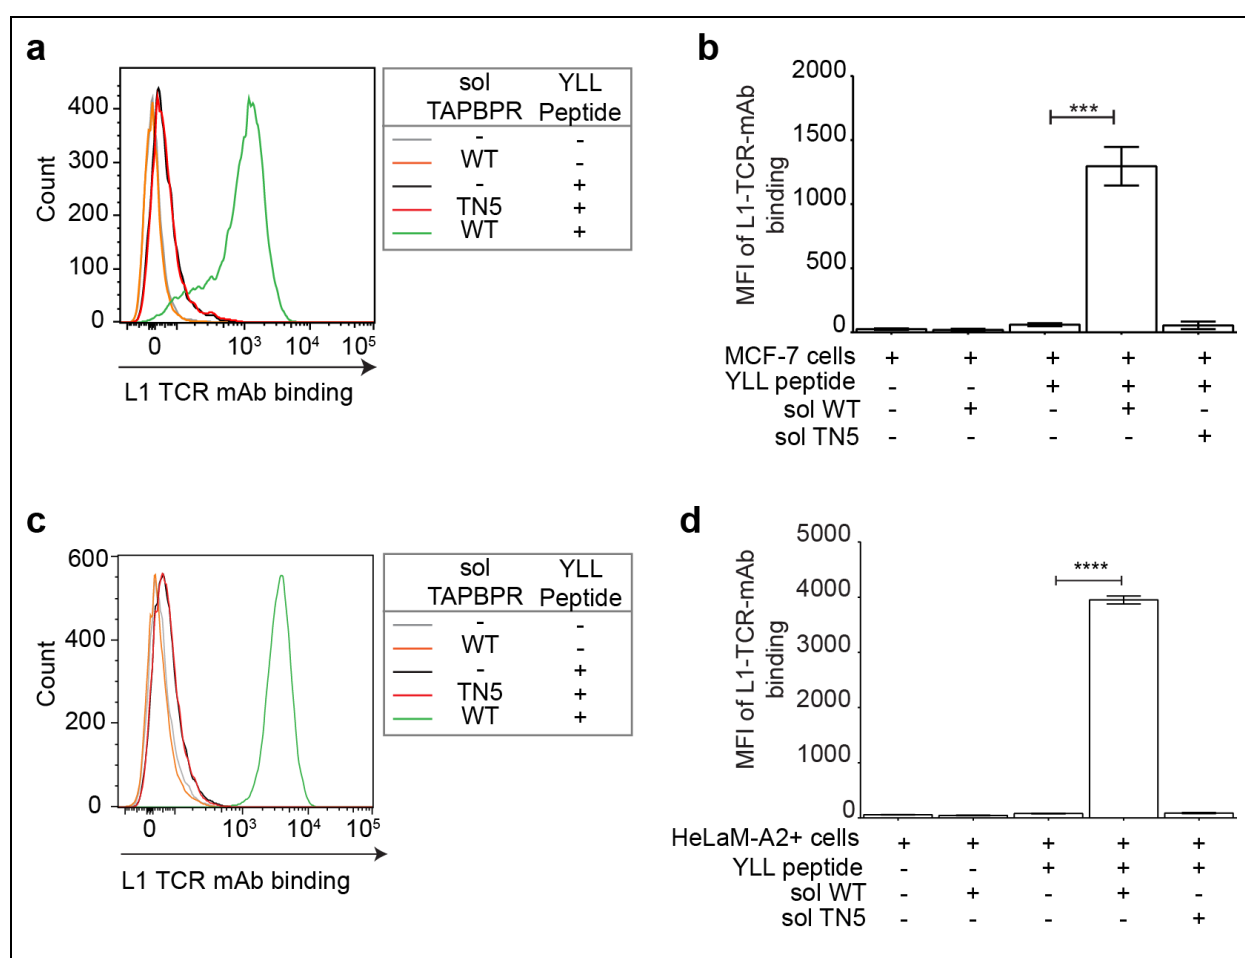 a
400
300
200
100
0
Count
0 10³ 10⁴ 10⁵
L1 TCR mAb binding
sol YLL
TAPBPR Peptide
- -
WT -
- +
TN5 +
WT +
b
2000
1500
1000
500
0
MFI of L1-TCR-mAb
binding
***
MCF-7 cells + + + + +
YLL peptide - - + + +
sol WT - + - + -
sol TN5 - - - - +
c
600
400
200
0
Count
0 10³ 10⁴ 10⁵
L1 TCR mAb binding
sol YLL
TAPBPR Peptide
- -
WT -
- +
TN5 +
WT +
d
5000
4000
3000
2000
1000
0
MFI of L1-TCR-mAb
binding
****
HeLaM-A2+ cells + + + + +
YLL peptide - - + + +
sol WT - + - + -
sol TN5 - - - - +